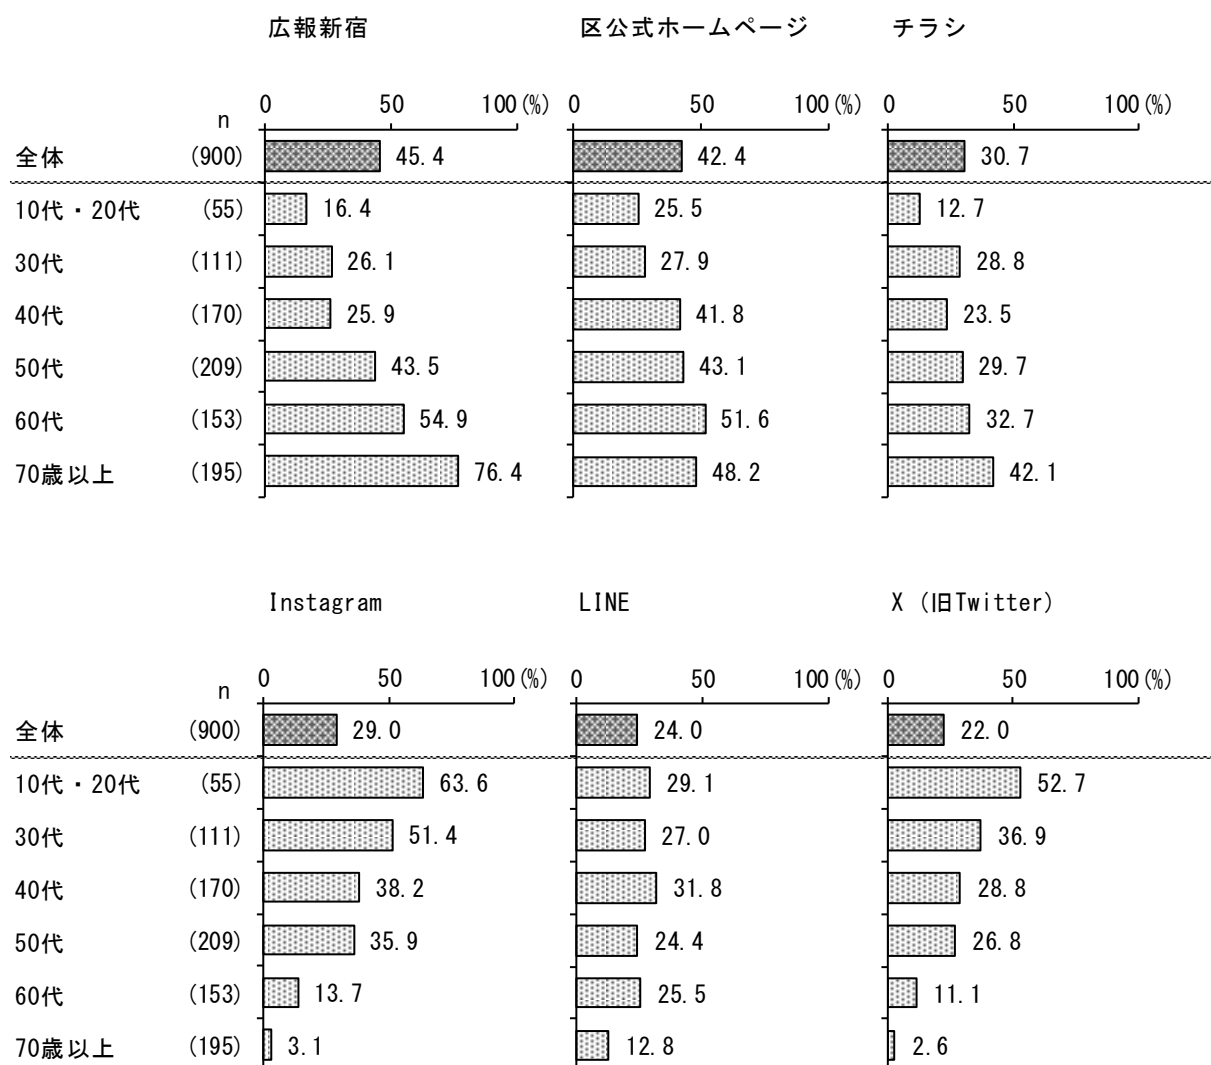 広報新宿 区公式ホームページ チラシ
0 50 100(%) 0 50 100(%) 0 50 100(%)
n
全体 (900) 45.4 42.4 30.7
10代・20代 (55) 16.4 25.5 12.7
30代 (111) 26.1 27.9 28.8
40代 (170) 25.9 41.8 23.5
50代 (209) 43.5 43.1 29.7
60代 (153) 54.9 51.6 32.7
70歳以上 (195) 76.4 48.2 42.1
Instagram LINE X（旧Twitter）
0 50 100(%) 0 50 100(%) 0 50 100(%)
n
全体 (900) 29.0 24.0 22.0
10代・20代 (55) 63.6 29.1 52.7
30代 (111) 51.4 27.0 36.9
40代 (170) 38.2 31.8 28.8
50代 (209) 35.9 24.4 26.8
60代 (153) 13.7 25.5 11.1
70歳以上 (195) 3.1 12.8 2.6